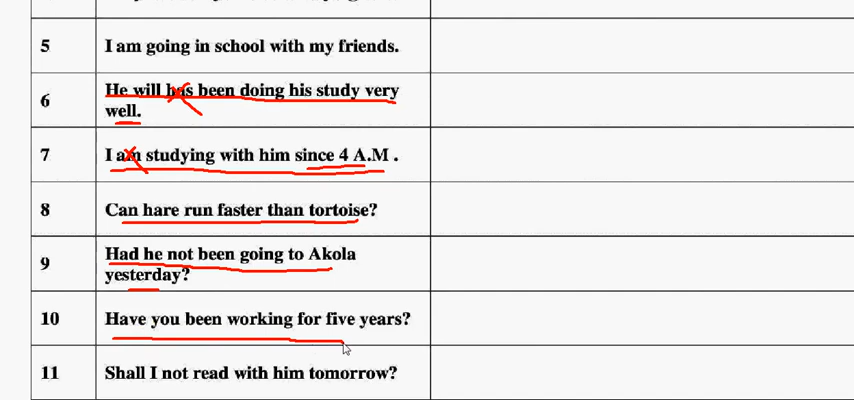 5 I am going in school with my friends.
6 He will has been doing his study very
well.
7 I am studying with him since 4 A.M .
8 Can hare run faster than tortoise?
9 Had he not been going to Akola
yesterday?
10 Have you been working for five years?
11 Shall I not read with him tomorrow?